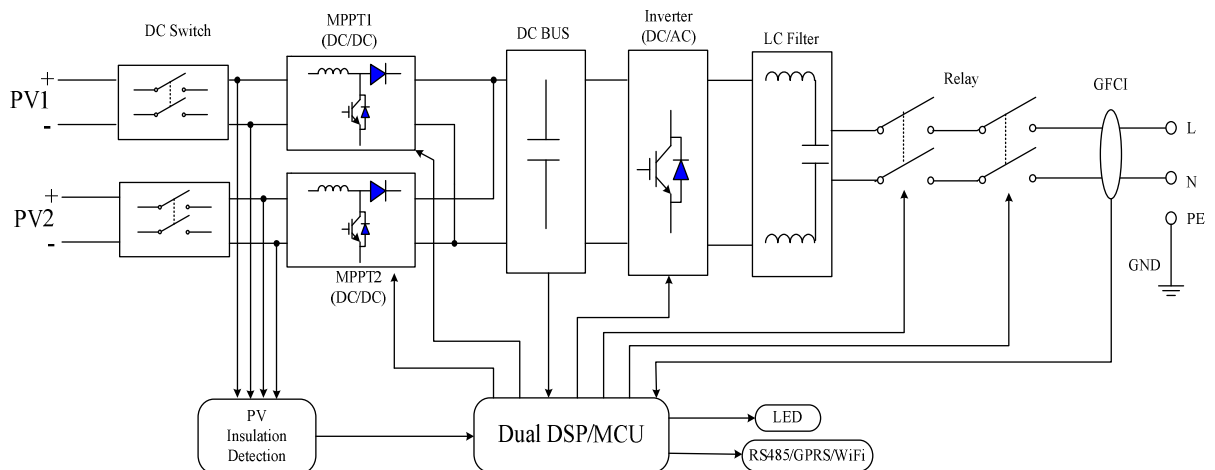 DC Switch
MPPT1
(DC/DC)
DC BUS
Inverter
(DC/AC)
LC Filter
Relay
GFCI
PV1
+
-
PV2
+
-
MPPT2
(DC/DC)
L
N
PE
GND
PV
Insulation
Detection
Dual DSP/MCU
LED
RS485/GPRS/WiFi